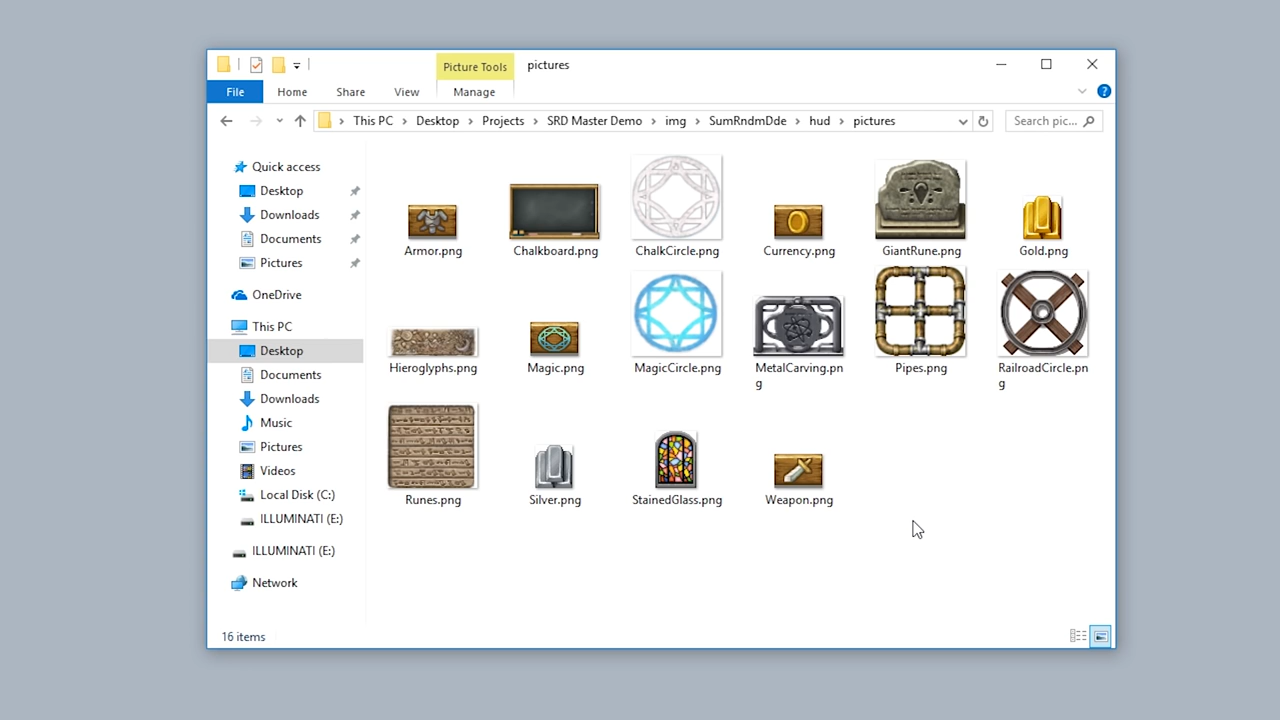 Picture Tools
pictures
File
Home
Share
View
Manage
This PC
Desktop
Projects
SRD Master Demo
img
SumRndmDde
hud
pictures
Search pic...
Quick access
Desktop
Downloads
Documents
Pictures
OneDrive
This PC
Desktop
Documents
Downloads
Music
Pictures
Videos
Local Disk (C:)
ILLUMINATI (E:)
ILLUMINATI (E:)
Network
Armor.png
Chalkboard.png
ChalkCircle.png
Currency.png
GiantRune.png
Gold.png
Hieroglyphs.png
Magic.png
MagicCircle.png
MetalCarving.pn
g
Pipes.png
RailroadCircle.pn
g
Runes.png
Silver.png
StainedGlass.png
Weapon.png
16 items